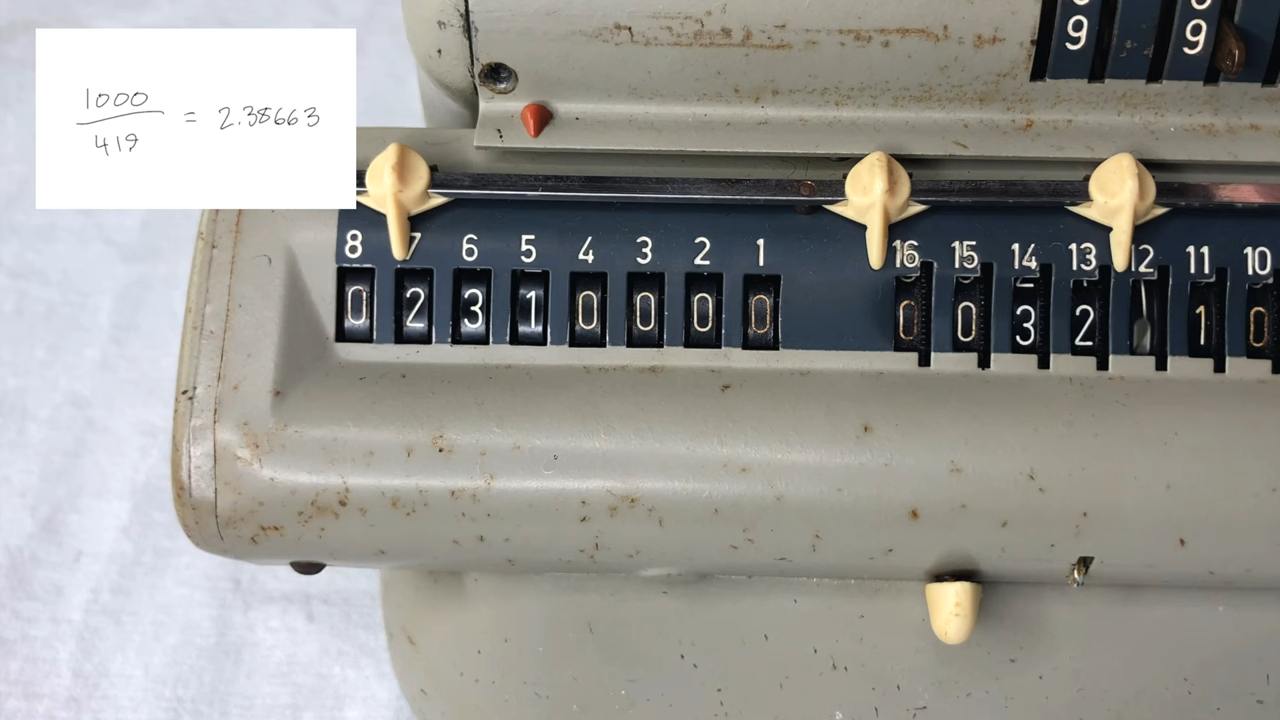 1000
419
= 2.38663
9 9
8 7 6 5 4 3 2 1 16 15 14 13 12 11 10
0 2 3 1 0 0 0 0 0 0 3 2 1 0